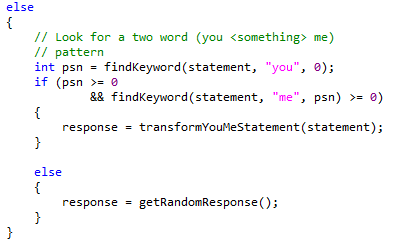 else
{
    // Look for a two word (you <something> me)
    // pattern
    int psn = findKeyword(statement, "you", 0);
    if (psn >= 0
            && findKeyword(statement, "me", psn) >= 0)
    {
        response = transformYouMeStatement(statement);
    }

    else
    {
        response = getRandomResponse();
    }
}